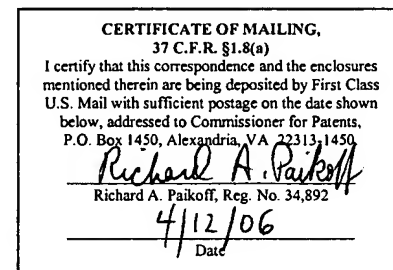 CERTIFICATE OF MAILING,
37 C.F.R. §1.8(a)
I certify that this correspondence and the enclosures
mentioned therein are being deposited by First Class
U.S. Mail with sufficient postage on the date shown
below, addressed to Commissioner for Patents,
P.O. Box 1450, Alexandria, VA 22313-1450
Richard A. Paikoff
Richard A. Paikoff, Reg. No. 34,892
4/12/06
Date